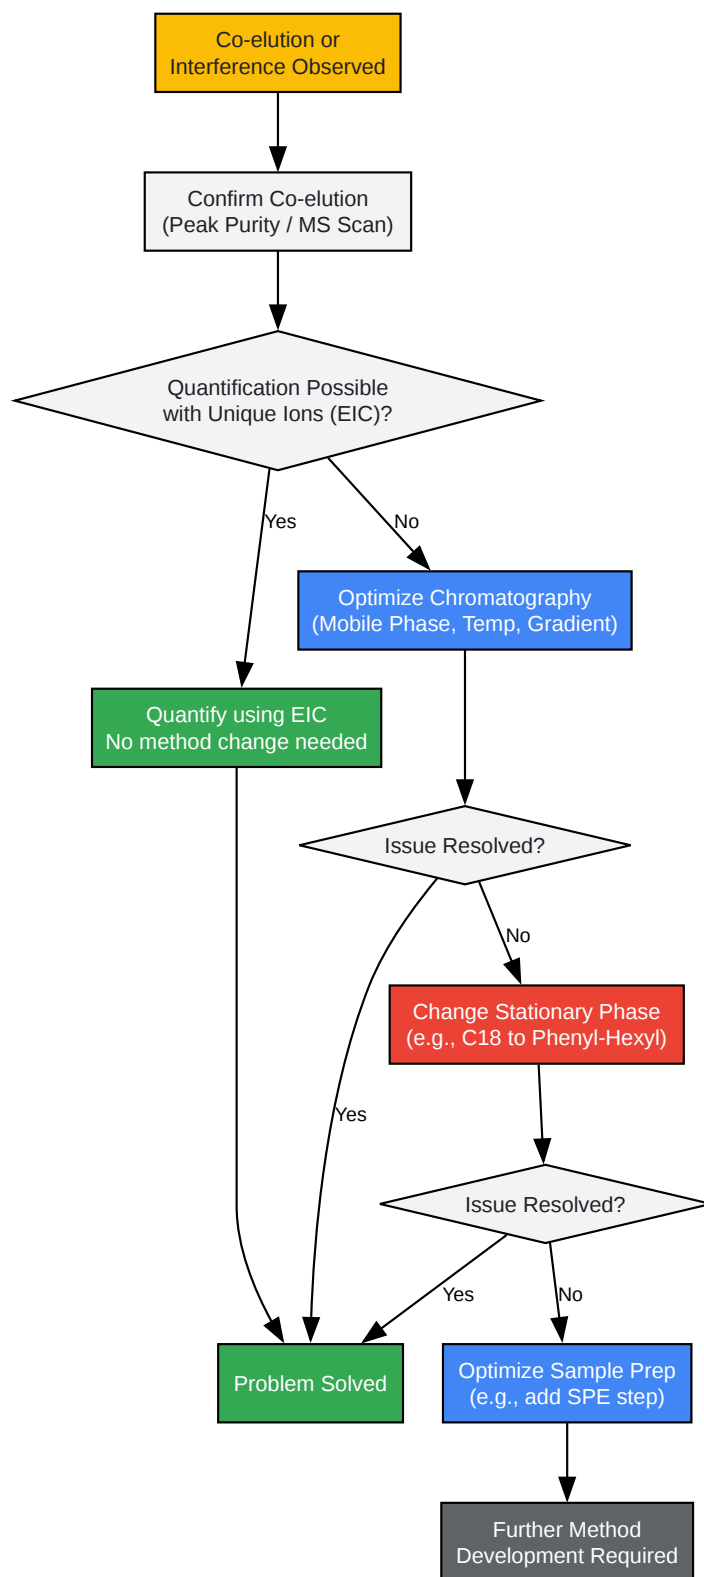 Co-elution or
Interference Observed
Confirm Co-elution
(Peak Purity / MS Scan)
Quantification Possible
with Unique Ions (EIC)?
Yes
No
Optimize Chromatography
(Mobile Phase, Temp, Gradient)
Quantify using EIC
No method change needed
Issue Resolved?
No
Change Stationary Phase
(e.g., C18 to Phenyl-Hexyl)
Yes
Issue Resolved?
Yes
No
Problem Solved
Optimize Sample Prep
(e.g., add SPE step)
Further Method
Development Required